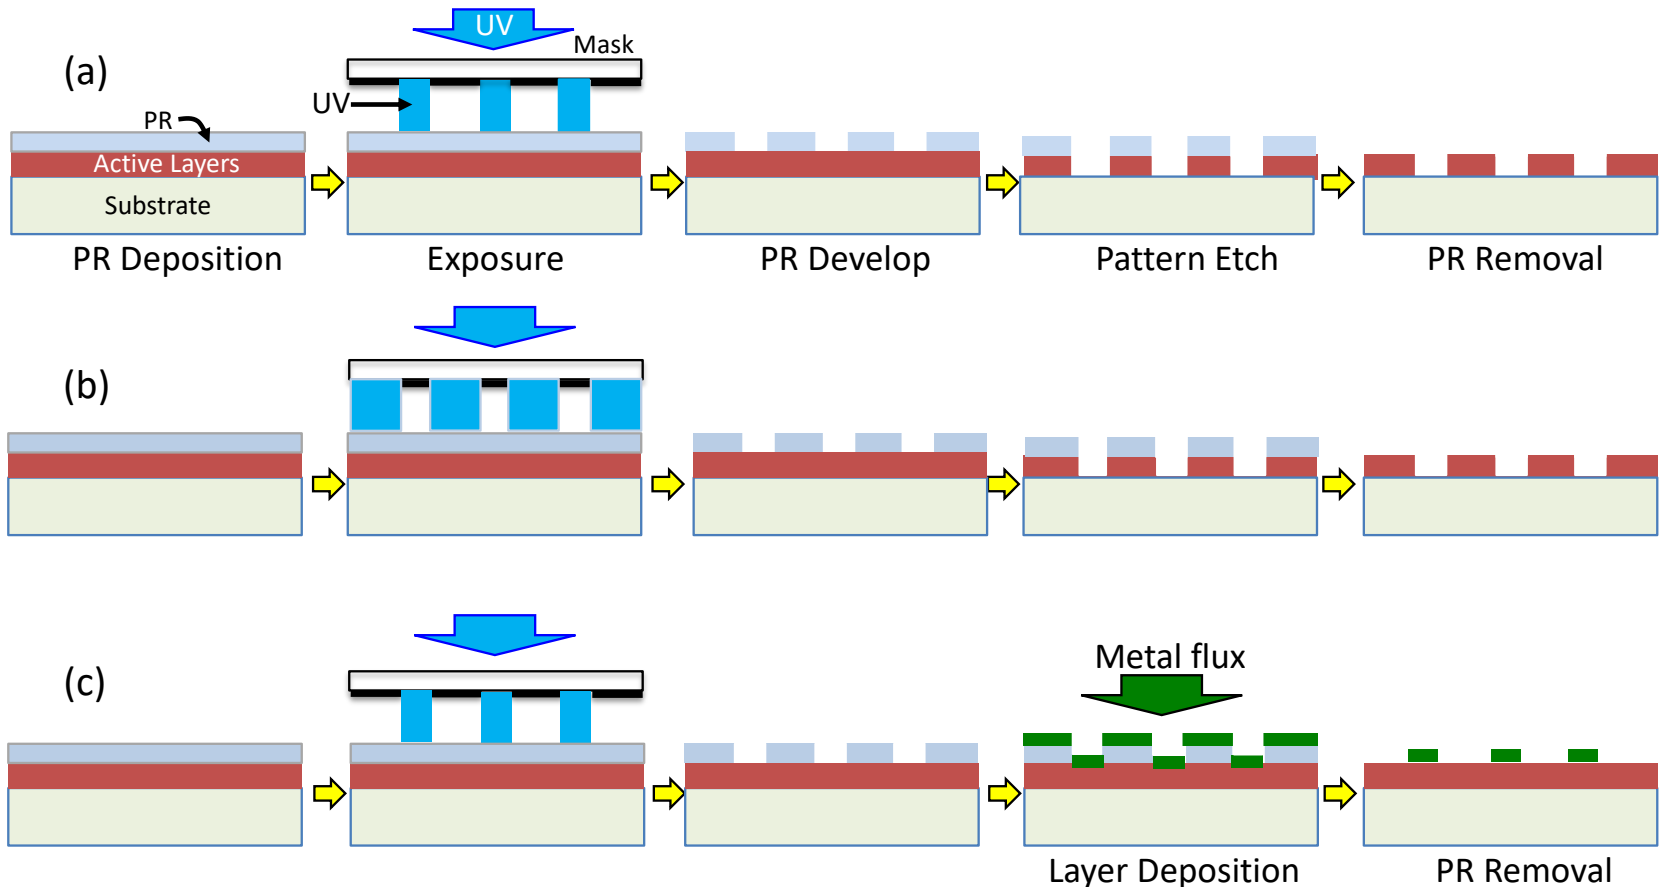 UV
Mask
(a)
UV
PR
Active Layers
Substrate
PR Deposition
Exposure
PR Develop
Pattern Etch
PR Removal
(b)
(c)
Metal flux
Layer Deposition
PR Removal